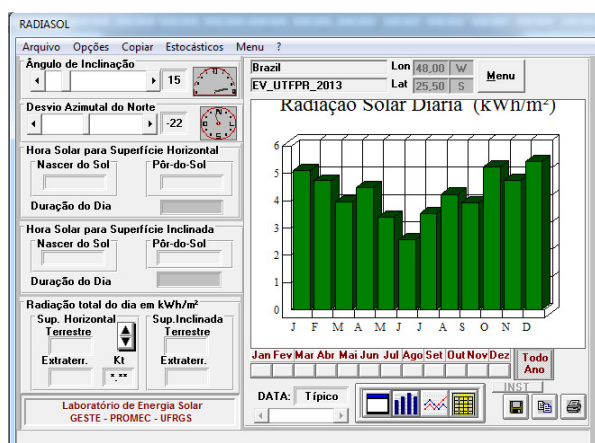 RADIASOL
Arquivo Opções Copiar Estocásticos Menu ?
Ângulo de Inclinação
15
Desvio Azimutal do Norte
-22
Hora Solar para Superfície Horizontal
Nascer do Sol Pôr-do-Sol
Duração do Dia
Hora Solar para Superfície Inclinada
Nascer do Sol Pôr-do-Sol
Duração do Dia
Radiação total do dia em kWh/m²
Sup. Horizontal Sup.Inclinada
Terrestre Terrestre
Extraterr. Kt Extraterr.
*.**
Laboratório de Energia Solar
GESTE - PROMEC - UFRGS
Brazil Lon 48,00 W
EV_UTFPR_2013 Lat 25,50 S
Menu
Radiação Solar Diária (kWh/m²)
6
5
4
3
2
1
0
J F M A M J J A S O N D
Jan Fev Mar Abr Mai Jun Jul Ago Set Out Nov Dez
Todo
Ano
DATA: Típico
INST